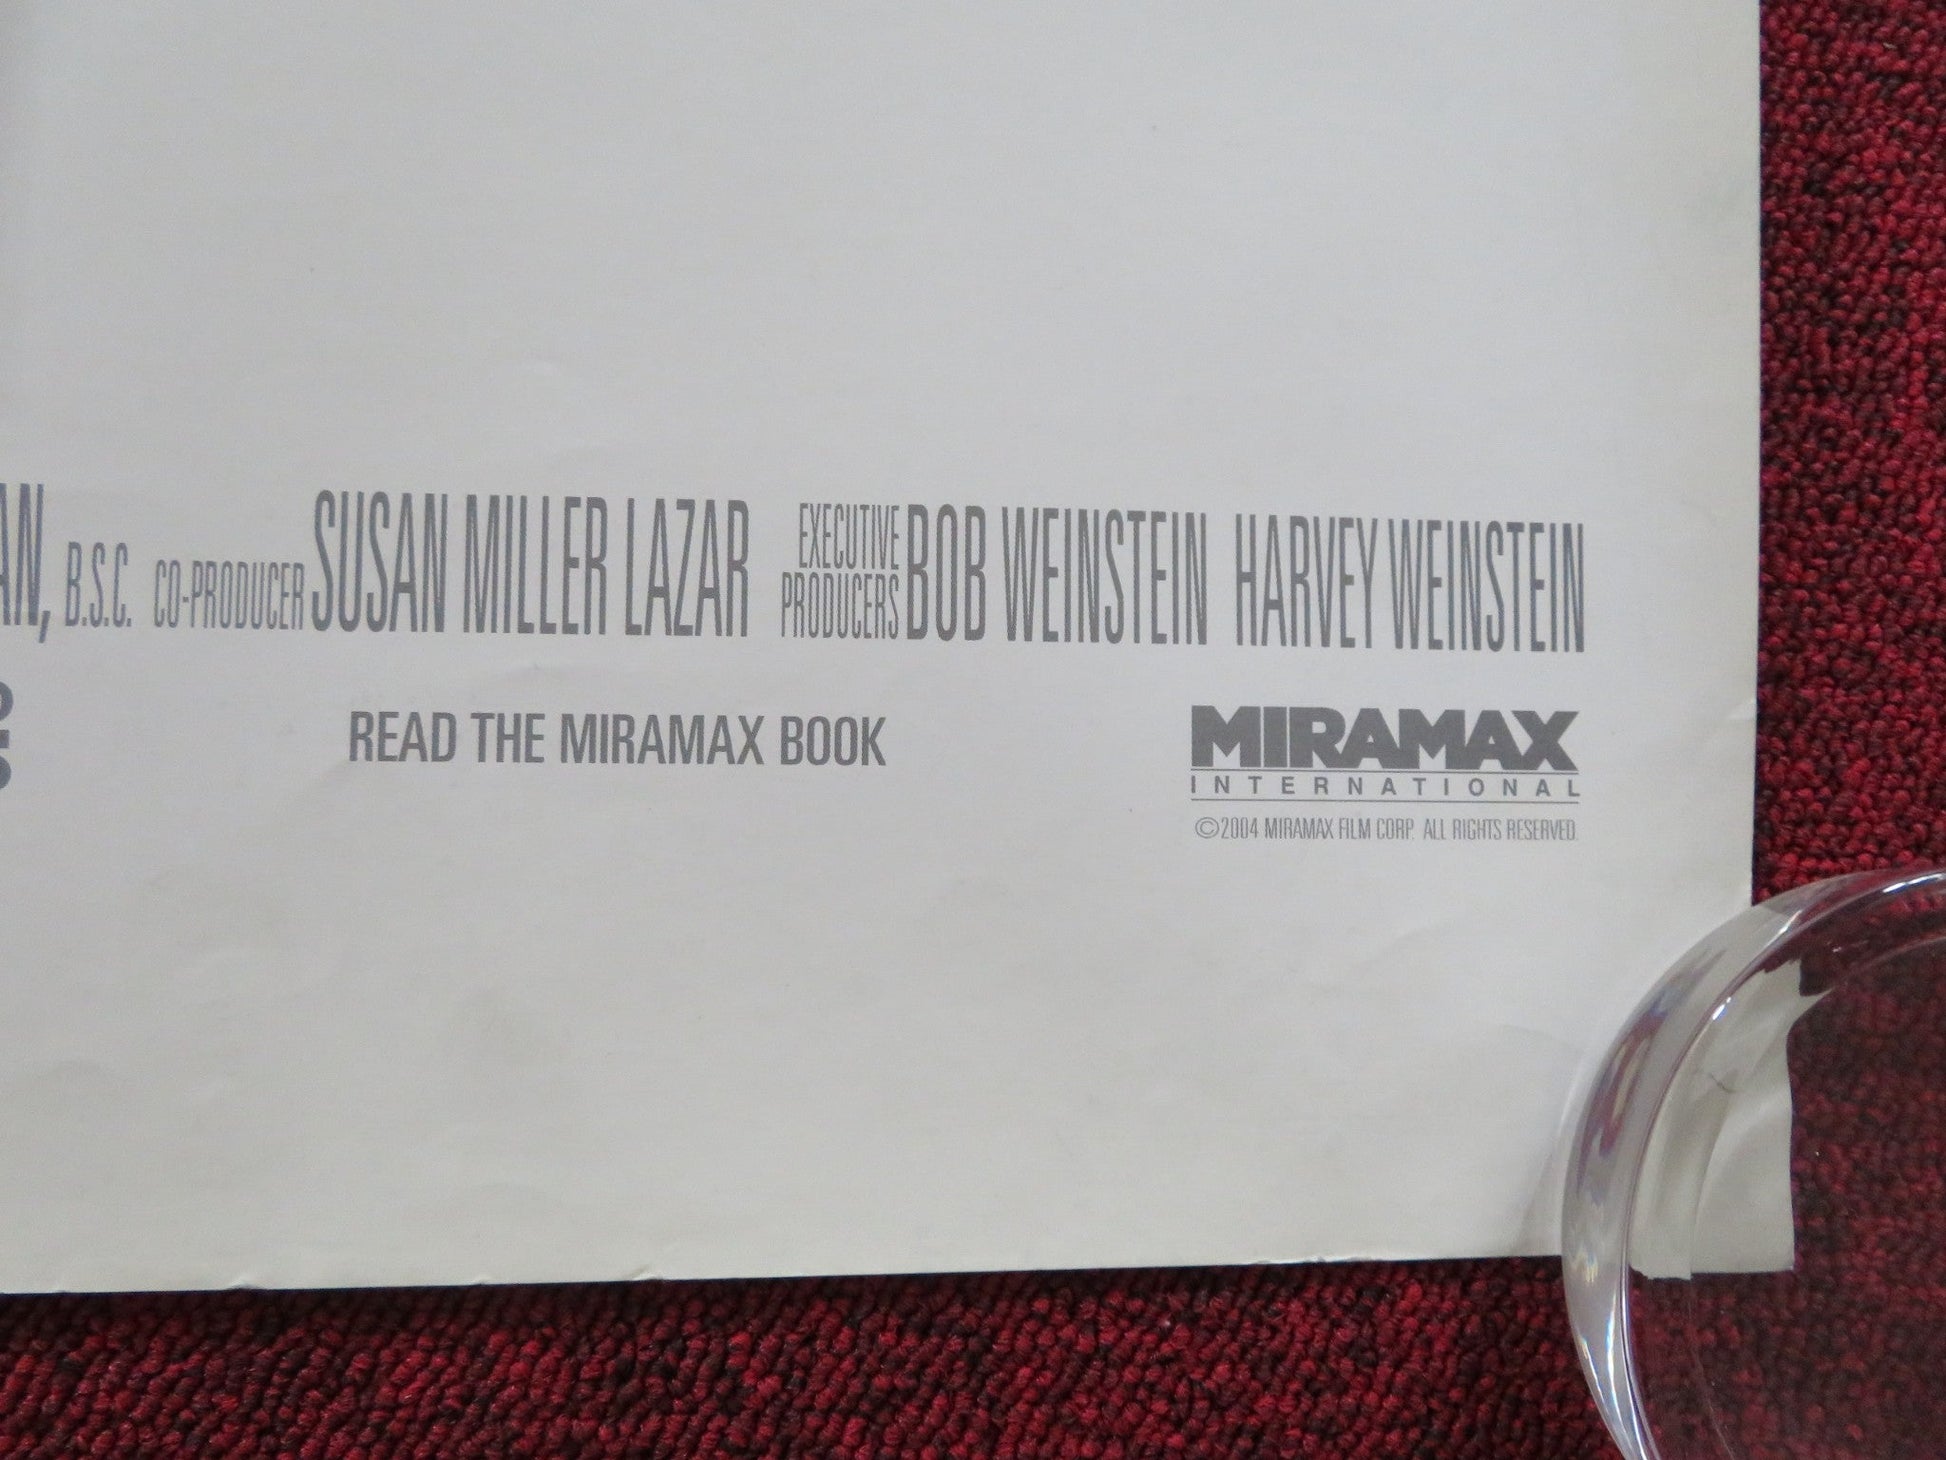 B.S.C. CO-PRODUCER SUSAN MILLER LAZAR EXECUTIVE PRODUCERS BOB WEINSTEIN HARVEY WEINSTEIN
READ THE MIRAMAX BOOK
MIRAMAX
INTERNATIONAL
©2004 MIRAMAX FILM CORP. ALL RIGHTS RESERVED.